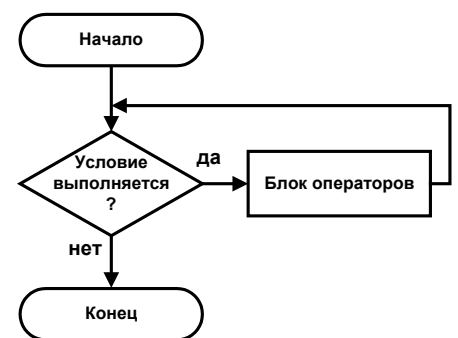 Начало
Условие
выполняется
?
да
Блок операторов
нет
Конец